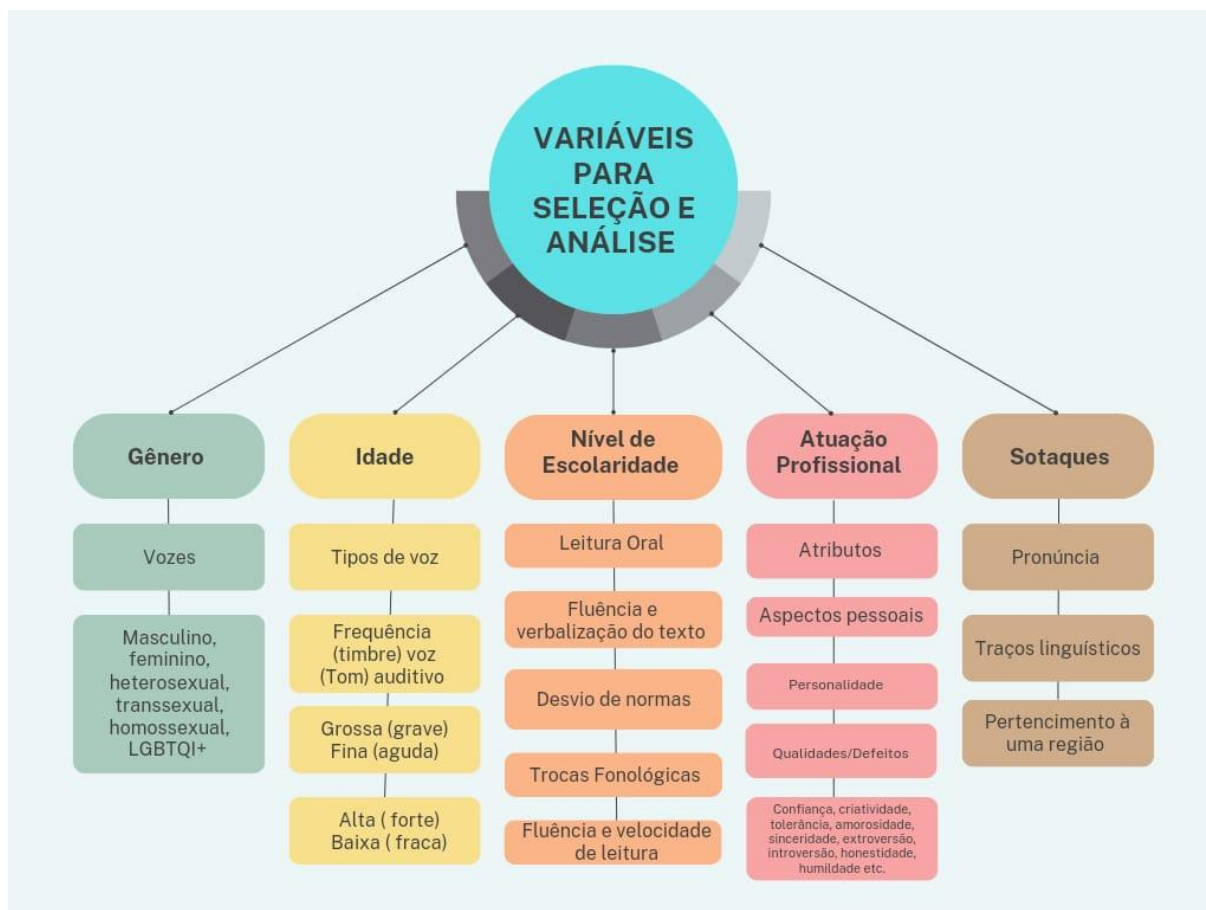 VARIÁVEIS
PARA
SELEÇÃO E
ANÁLISE
Gênero
Vozes
Masculino,
feminino,
heterosexual,
transsexual,
homossexual,
LGBTQI+
Idade
Tipos de voz
Frequência
(timbre) voz
(Tom) auditivo
Grossa (grave)
Fina (aguda)
Alta ( forte)
Baixa ( fraca)
Nível de
Escolaridade
Leitura Oral
Fluência e
verbalização do texto
Desvio de normas
Trocas Fonológicas
Fluência e velocidade
de leitura
Atuação
Profissional
Atributos
Aspectos pessoais
Personalidade
Qualidades/Defeitos
Confiança, criatividade,
tolerância, amorosidade,
sinceridade, extroversão,
introversão, honestidade,
humildade etc.
Sotaques
Pronúncia
Traços linguísticos
Pertencimento à
uma região